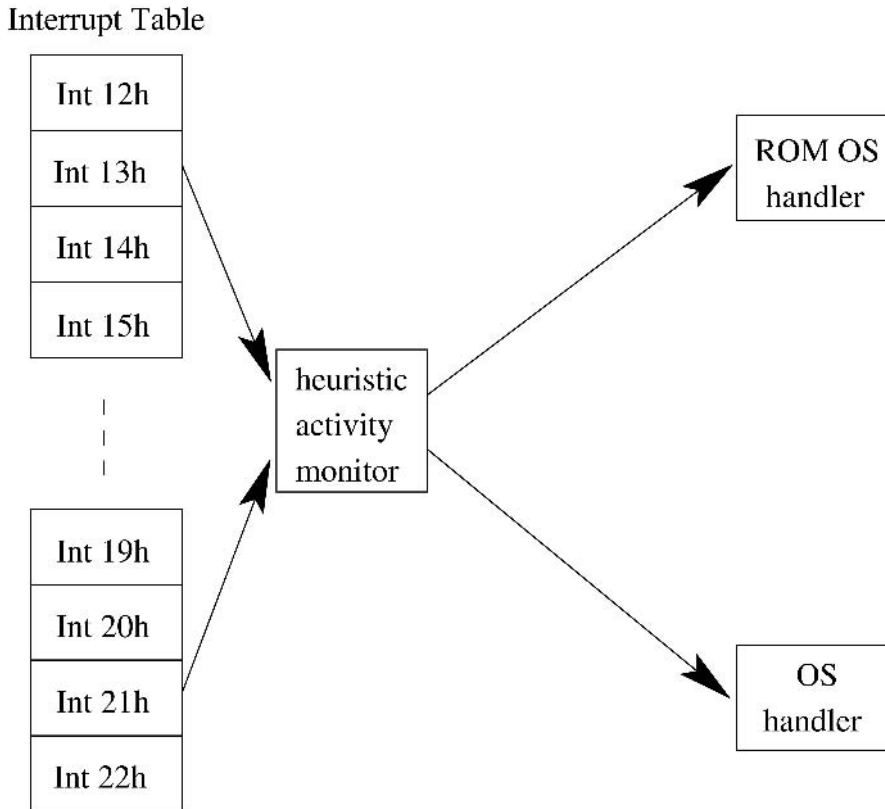 Interrupt Table
Int 12h
Int 13h
Int 14h
Int 15h
Int 19h
Int 20h
Int 21h
Int 22h
heuristic
activity
monitor
ROM OS
handler
OS
handler